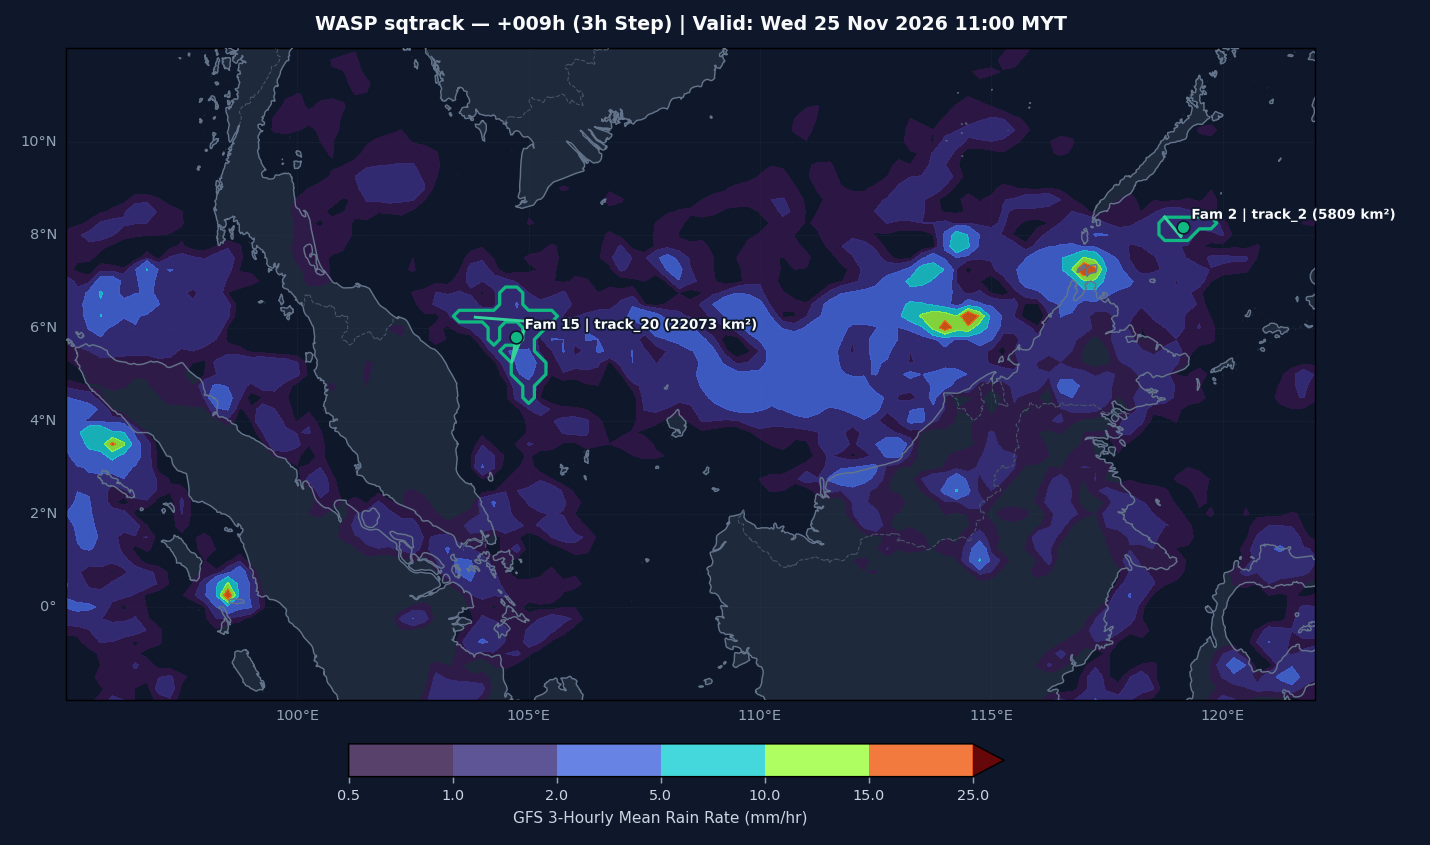 WASP sqtrack — +009h (3h Step) | Valid: Wed 25 Nov 2026 11:00 MYT
10°N
8°N
Fam 2 | track_2 (5809 km²)
6°N
Fam 15 | track_20 (22073 km²)
4°N
2°N
0°
100°E 105°E 110°E 115°E 120°E
0.5 1.0 2.0 5.0 10.0 15.0 25.0
GFS 3-Hourly Mean Rain Rate (mm/hr)